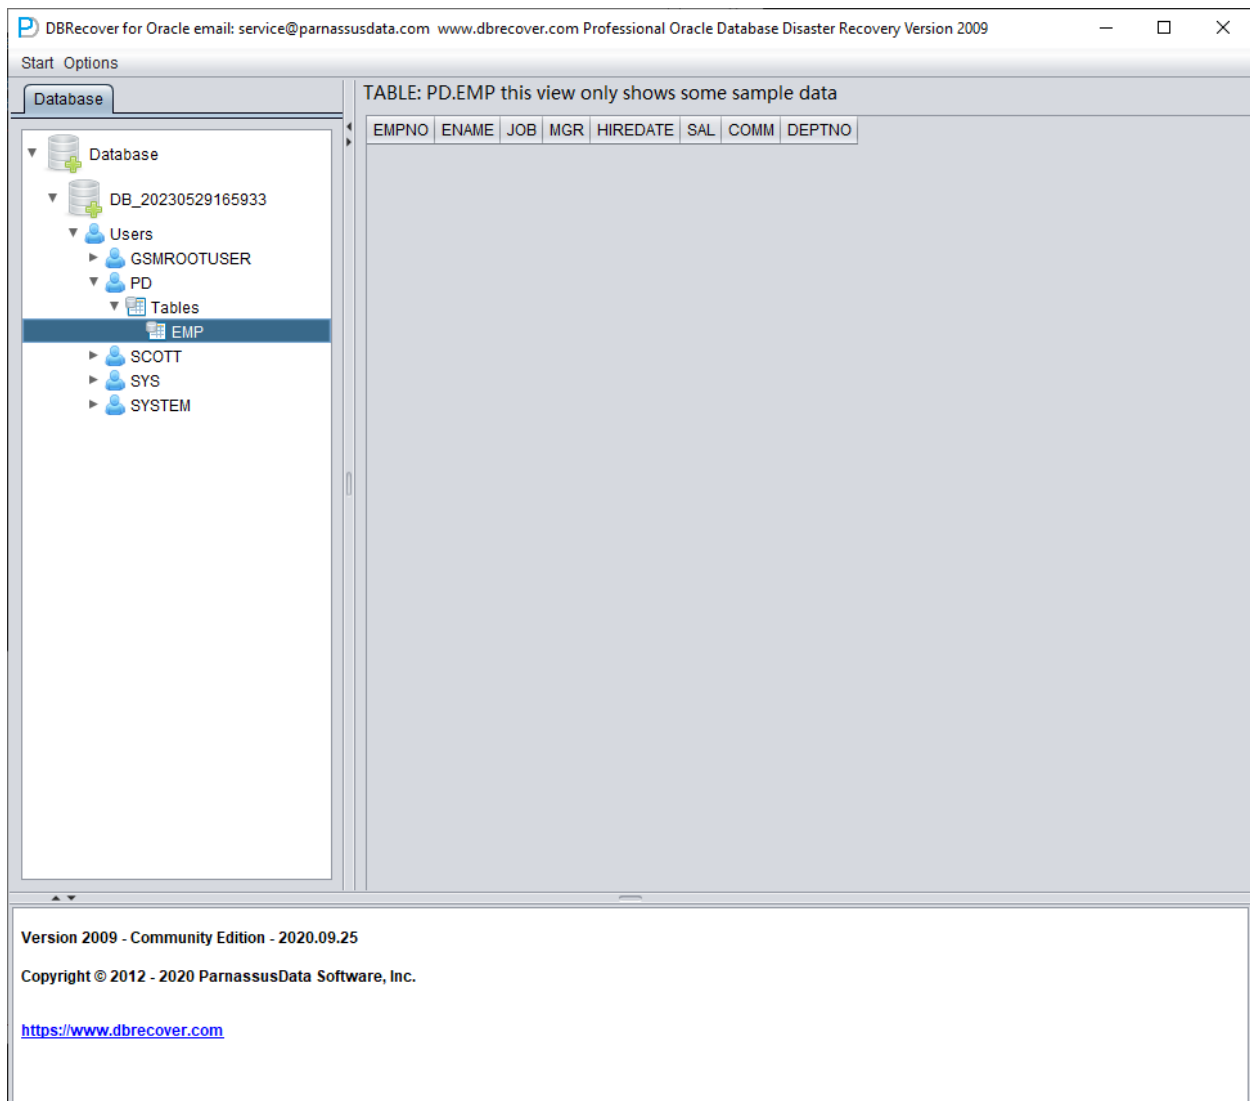 DBRecover for Oracle email: service@parnassusdata.com  www.dbrecover.com Professional Oracle Database Disaster Recovery Version 2009
Start Options
Database
TABLE: PD.EMP this view only shows some sample data
EMPNO ENAME JOB MGR HIREDATE SAL COMM DEPTNO
Database
DB_20230529165933
Users
GSMROOTUSER
PD
Tables
EMP
SCOTT
SYS
SYSTEM
Version 2009 - Community Edition - 2020.09.25
Copyright © 2012 - 2020 ParnassusData Software, Inc.
https://www.dbrecover.com